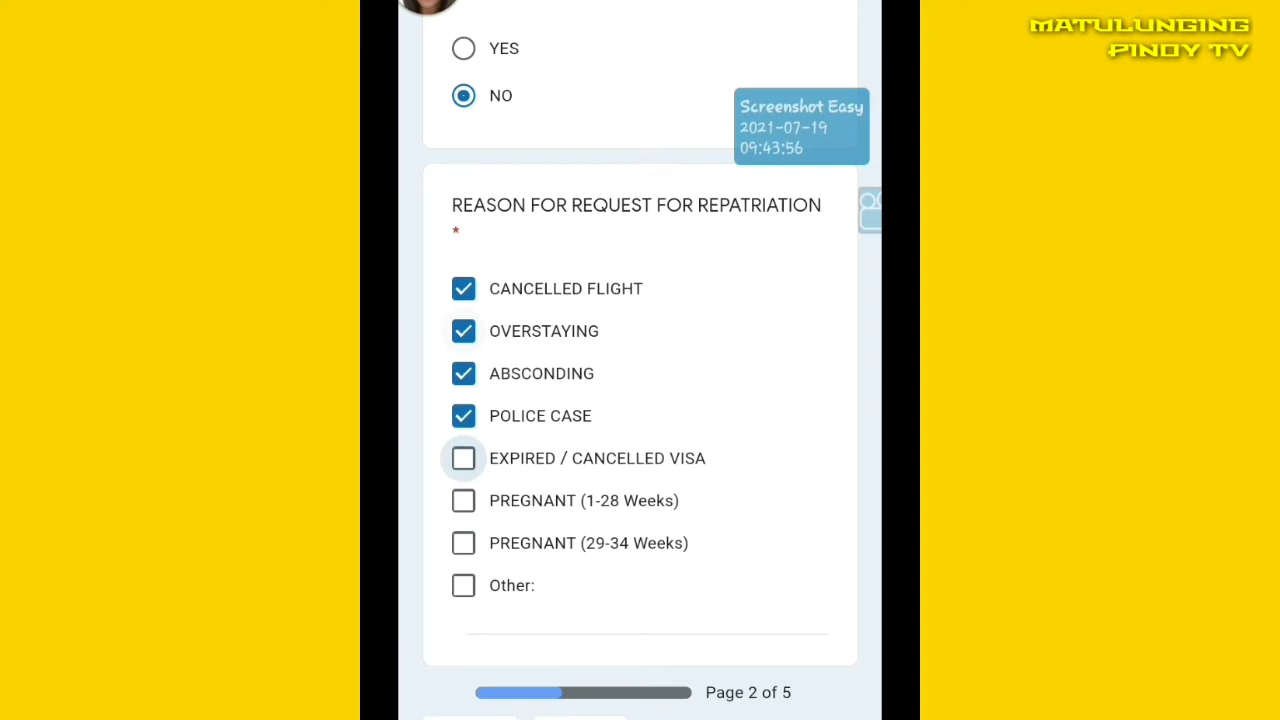 MATULUNGING
PINOY TV
YES
NO
Screenshot Easy
2021-07-19
09:43:56
REASON FOR REQUEST FOR REPATRIATION
*
CANCELLED FLIGHT
OVERSTAYING
ABSCONDING
POLICE CASE
EXPIRED / CANCELLED VISA
PREGNANT (1-28 Weeks)
PREGNANT (29-34 Weeks)
Other:
Page 2 of 5